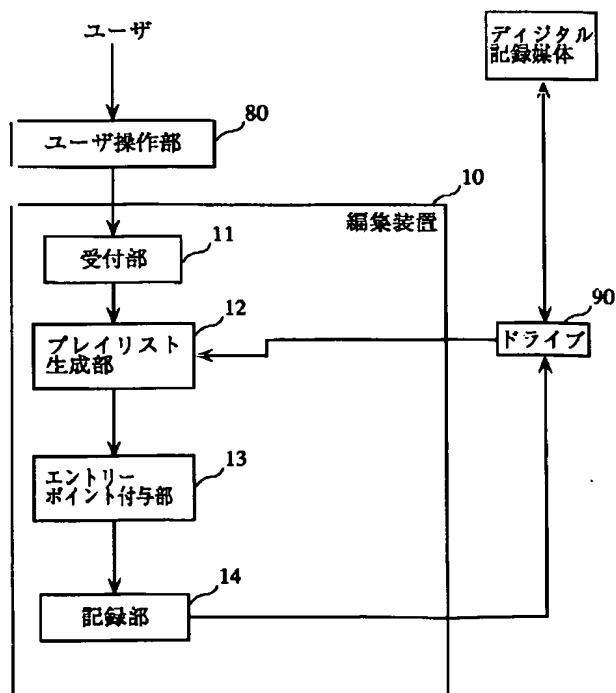 ユーザ
ディジタル
記録媒体
80
ユーザ操作部
10
編集装置
11
受付部
12
プレイリスト
生成部
90
ドライブ
13
エントリー
ポイント付与部
14
記録部